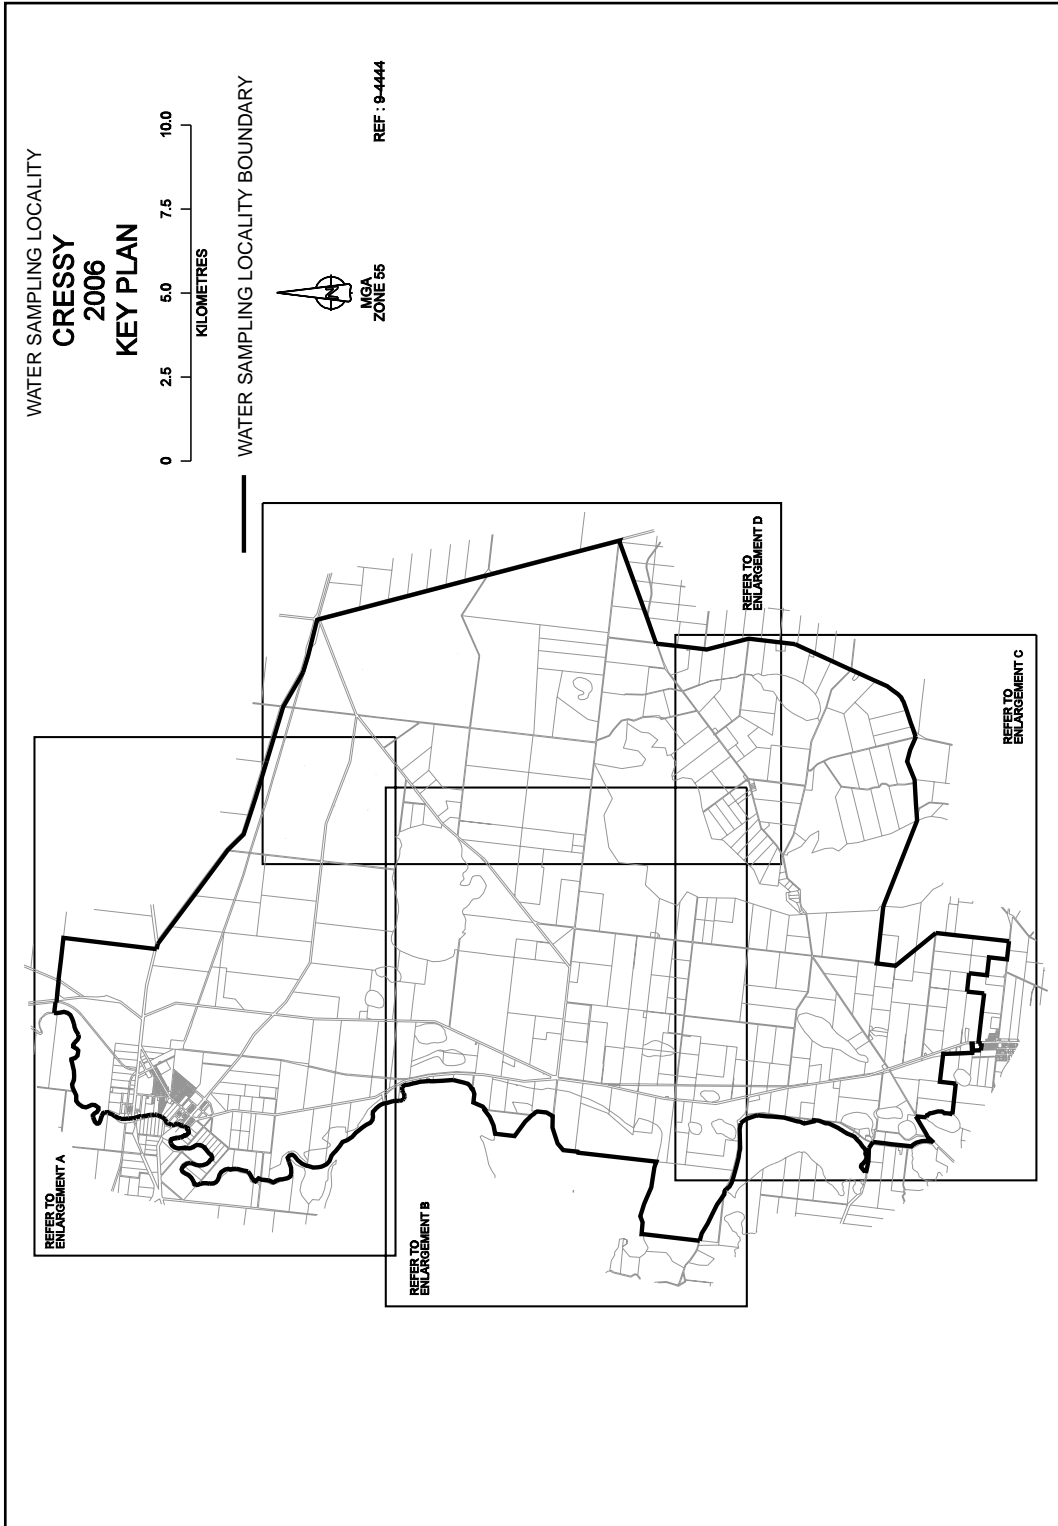 WATER SAMPLING LOCALITY
CRESSY
2006
KEY PLAN
0 2.5 5.0 7.5 10.0
KILOMETRES
WATER SAMPLING LOCALITY BOUNDARY
N
MGA
ZONE 55
REF : 9-4444
REFER TO
ENLARGEMENT A
REFER TO
ENLARGEMENT B
REFER TO
ENLARGEMENT D
REFER TO
ENLARGEMENT C